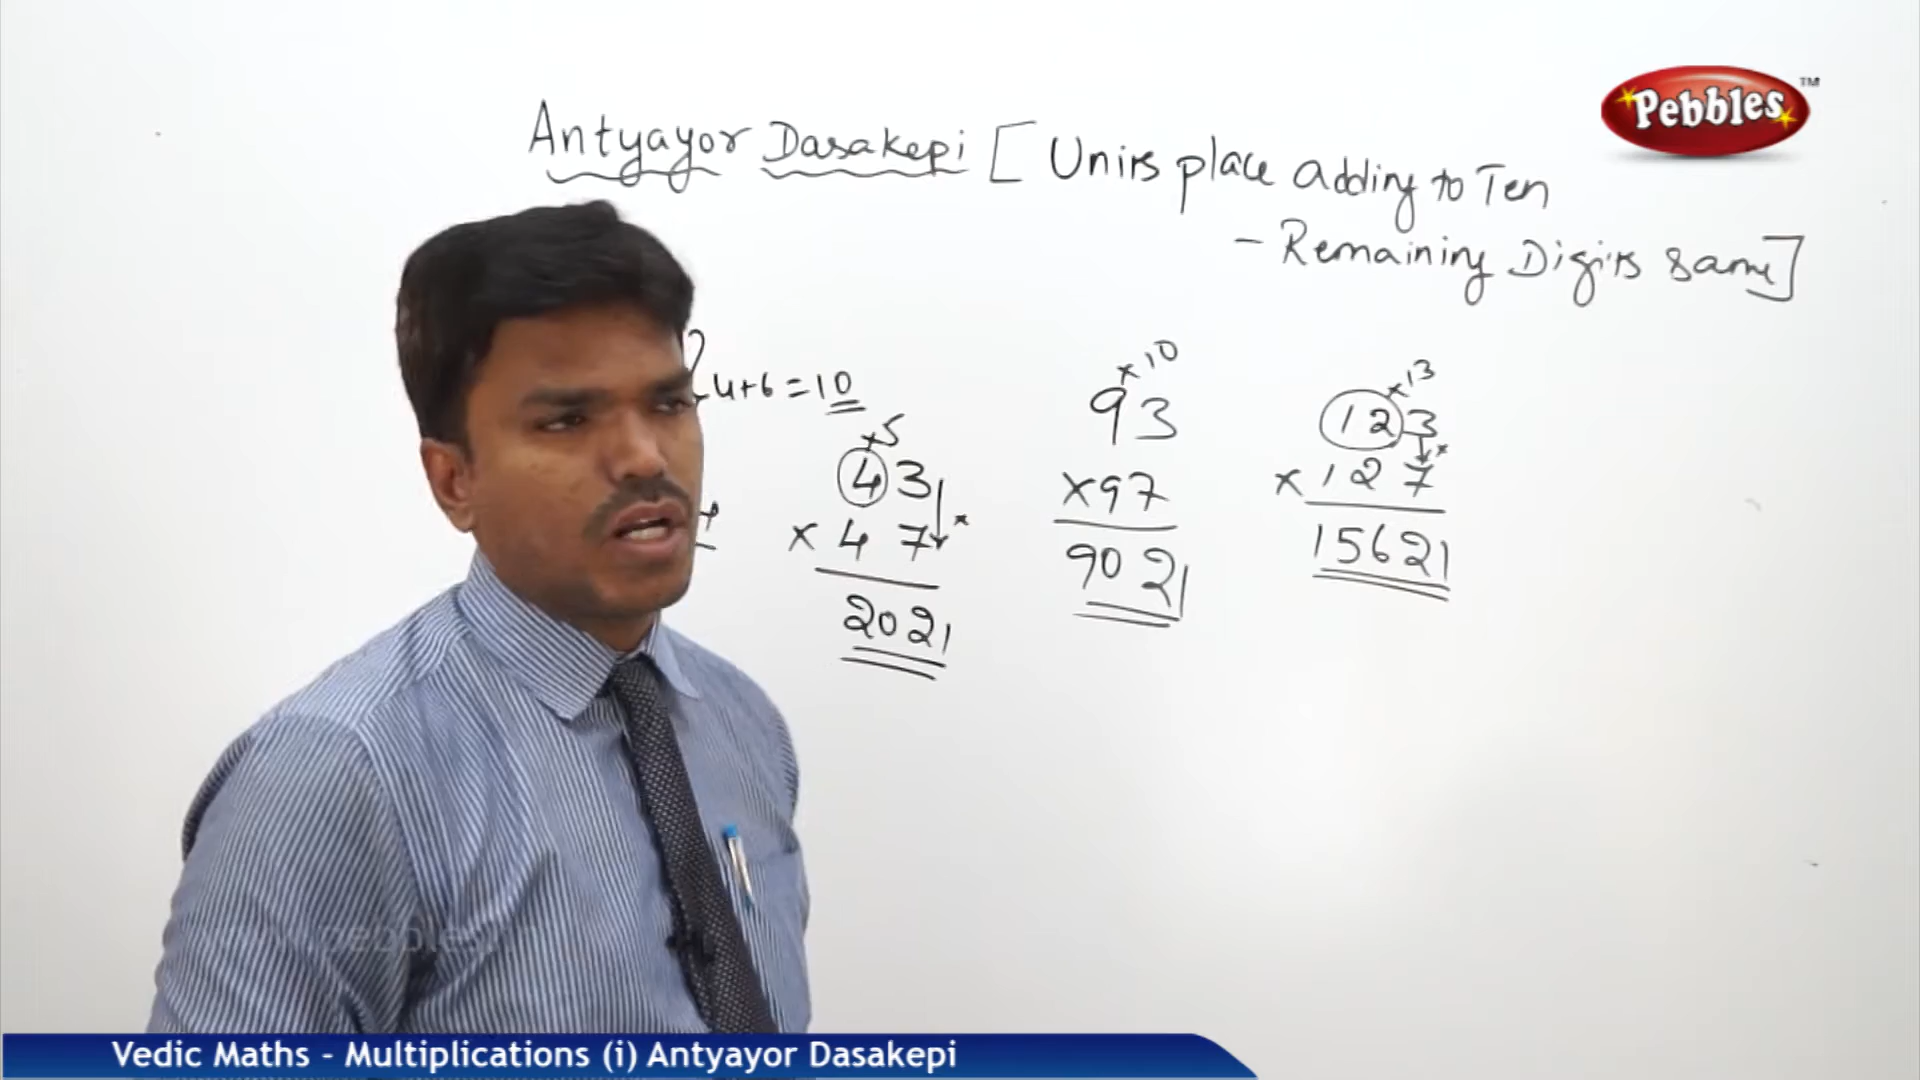 Pebbles™
Antyayor Dasakepi [ Units place adding to Ten
- Remaining Digits same]
4+6 = 10
×5
43
× 47
2021
×10
93
×97
9021
×13
123
×127
15621
Vedic Maths - Multiplications (i) Antyayor Dasakepi